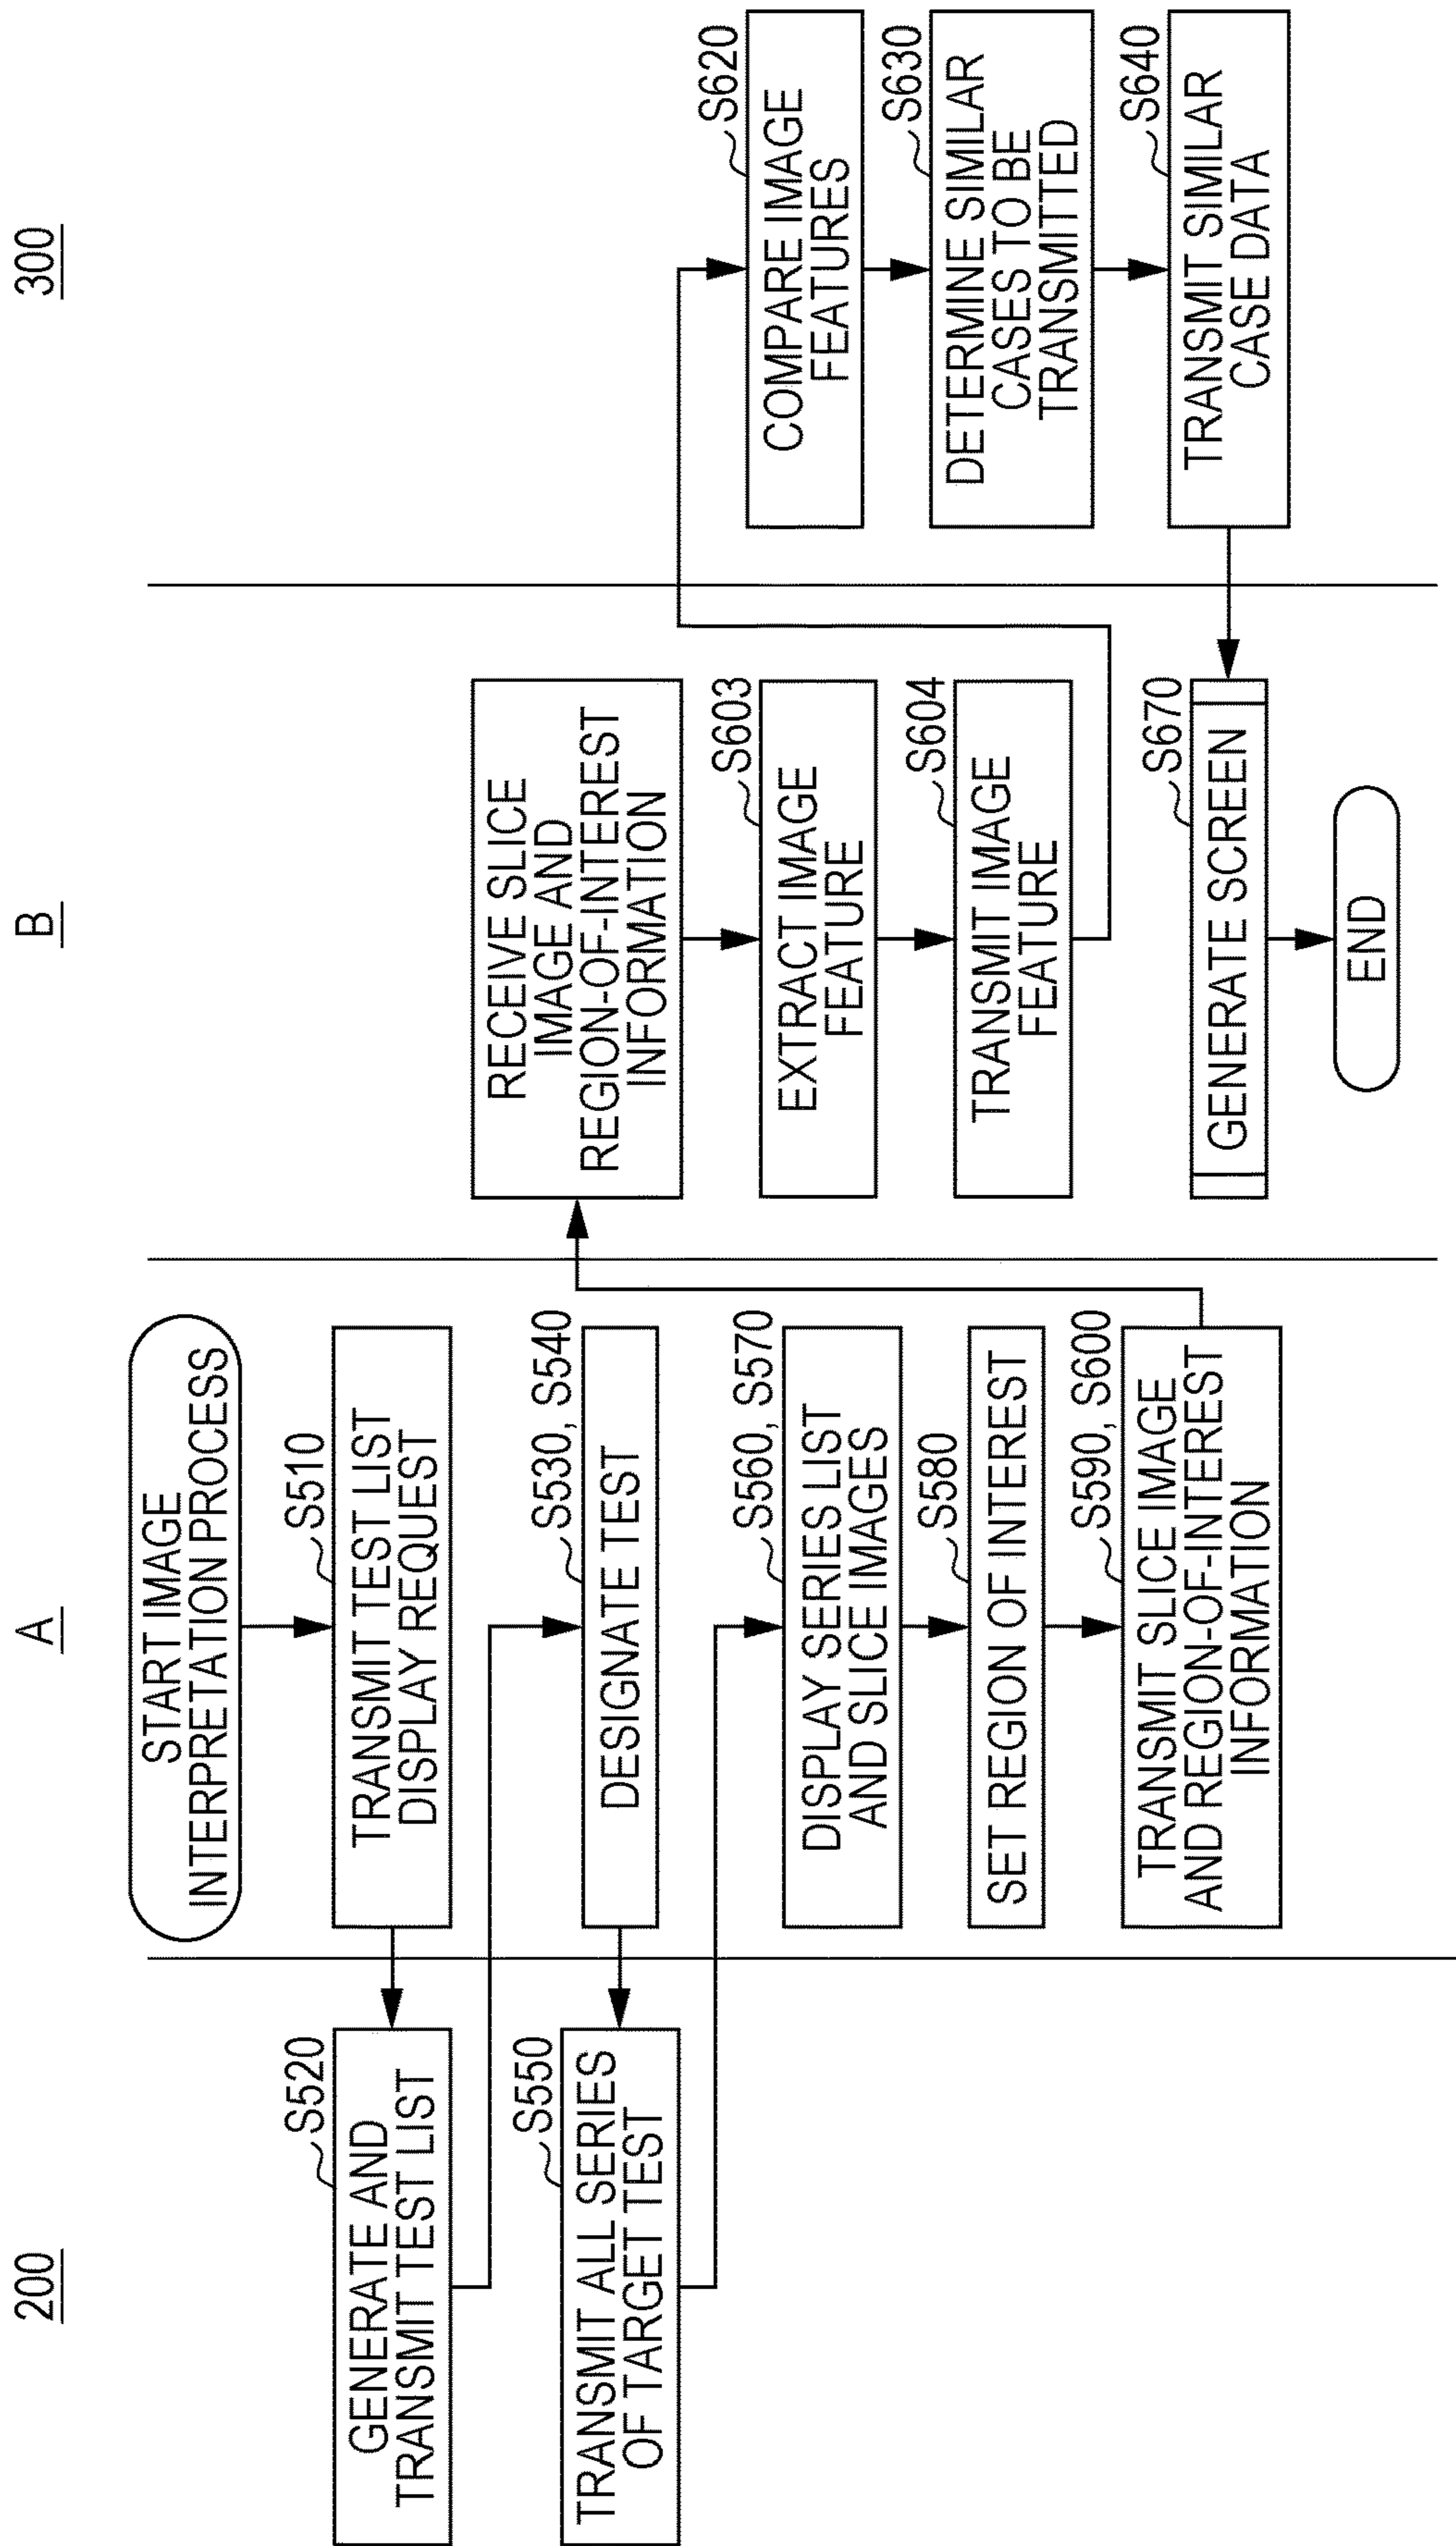 200
A
B
300
START IMAGE
INTERPRETATION PROCESS
S510
TRANSMIT TEST LIST
DISPLAY REQUEST
S520
GENERATE AND
TRANSMIT TEST LIST
S530, S540
DESIGNATE TEST
S550
TRANSMIT ALL SERIES
OF TARGET TEST
S560, S570
DISPLAY SERIES LIST
AND SLICE IMAGES
S580
SET REGION OF INTEREST
S590, S600
TRANSMIT SLICE IMAGE
AND REGION-OF-INTEREST
INFORMATION
RECEIVE SLICE
IMAGE AND
REGION-OF-INTEREST
INFORMATION
S603
EXTRACT IMAGE
FEATURE
S604
TRANSMIT IMAGE
FEATURE
S620
COMPARE IMAGE
FEATURES
S630
DETERMINE SIMILAR
CASES TO BE
TRANSMITTED
S640
TRANSMIT SIMILAR
CASE DATA
S670
GENERATE SCREEN
END